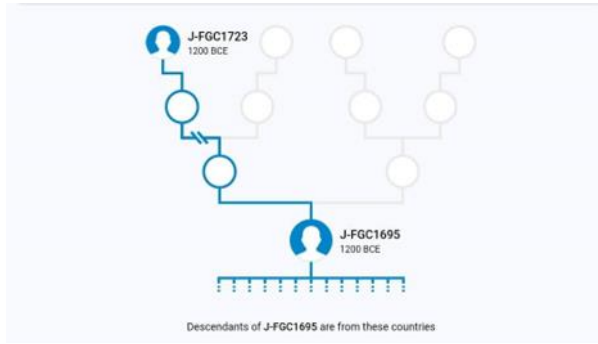 J-FGC1723
1200 BCE
J-FGC1695
1200 BCE
Descendants of J-FGC1695 are from these countries